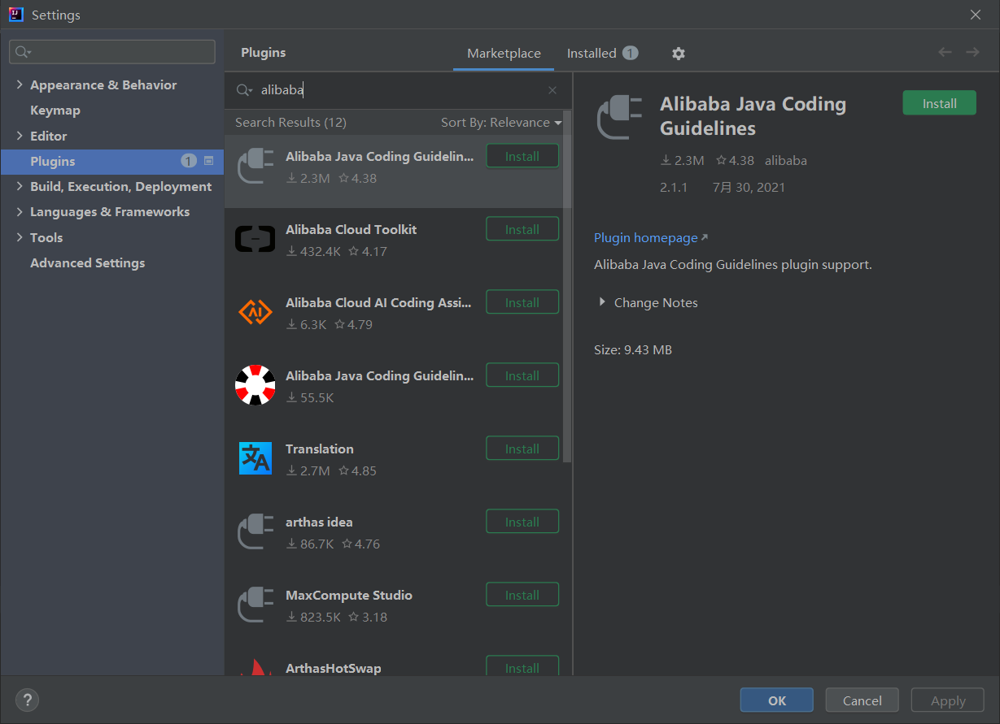 Settings
Plugins
Marketplace
Installed 1
Appearance & Behavior
Keymap
Editor
Plugins 1
Build, Execution, Deployment
Languages & Frameworks
Tools
Advanced Settings
alibaba
Search Results (12) Sort By: Relevance
Alibaba Java Coding Guidelin... Install
2.3M 4.38
Alibaba Cloud Toolkit Install
432.4K 4.17
Alibaba Cloud AI Coding Assi... Install
6.3K 4.79
Alibaba Java Coding Guidelin... Install
55.5K
Translation Install
2.7M 4.85
arthas idea Install
86.7K 4.76
MaxCompute Studio Install
823.5K 3.18
ArthasHotSwap Install
Alibaba Java Coding
Guidelines
Install
2.3M 4.38 alibaba
2.1.1 7月 30, 2021
Plugin homepage
Alibaba Java Coding Guidelines plugin support.
Change Notes
Size: 9.43 MB
?
OK
Cancel
Apply